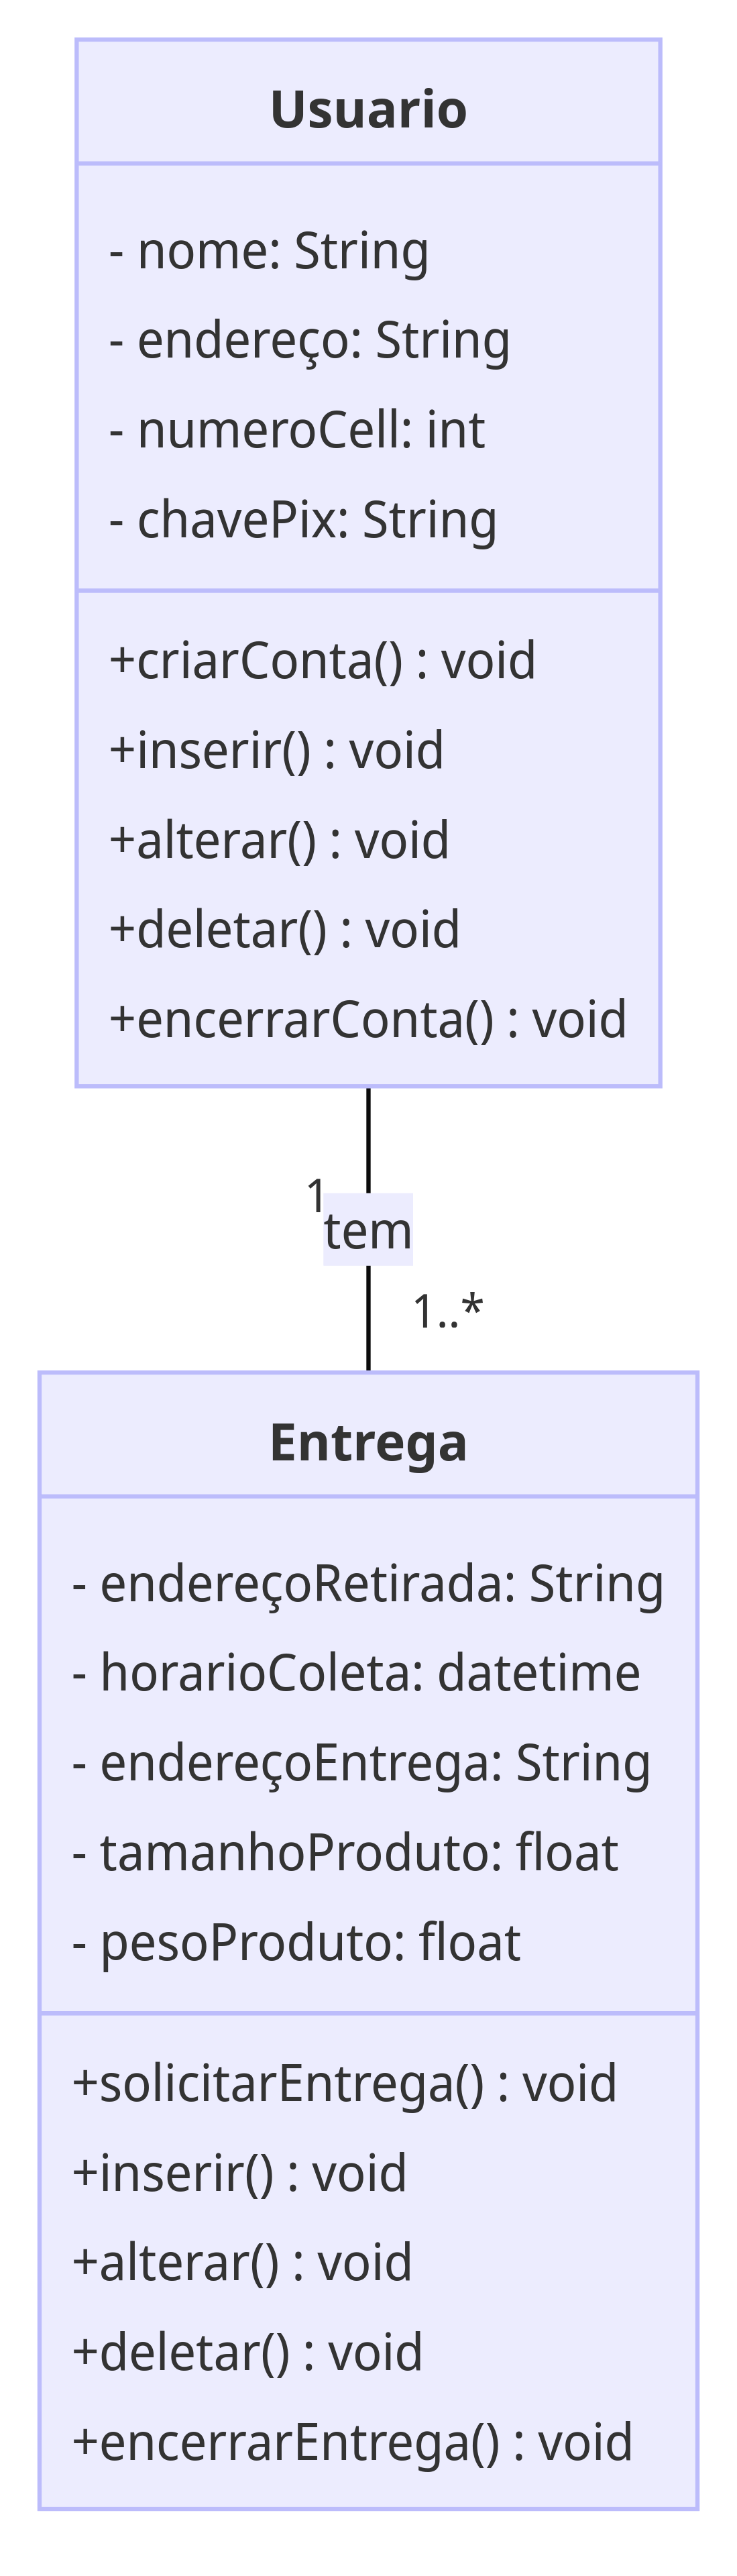 Usuario
- nome: String
- endereço: String
- numeroCell: int
- chavePix: String
+criarConta() : void
+inserir() : void
+alterar() : void
+deletar() : void
+encerrarConta() : void
1
tem
1..*
Entrega
- endereçoRetirada: String
- horarioColeta: datetime
- endereçoEntrega: String
- tamanhoProduto: float
- pesoProduto: float
+solicitarEntrega() : void
+inserir() : void
+alterar() : void
+deletar() : void
+encerrarEntrega() : void